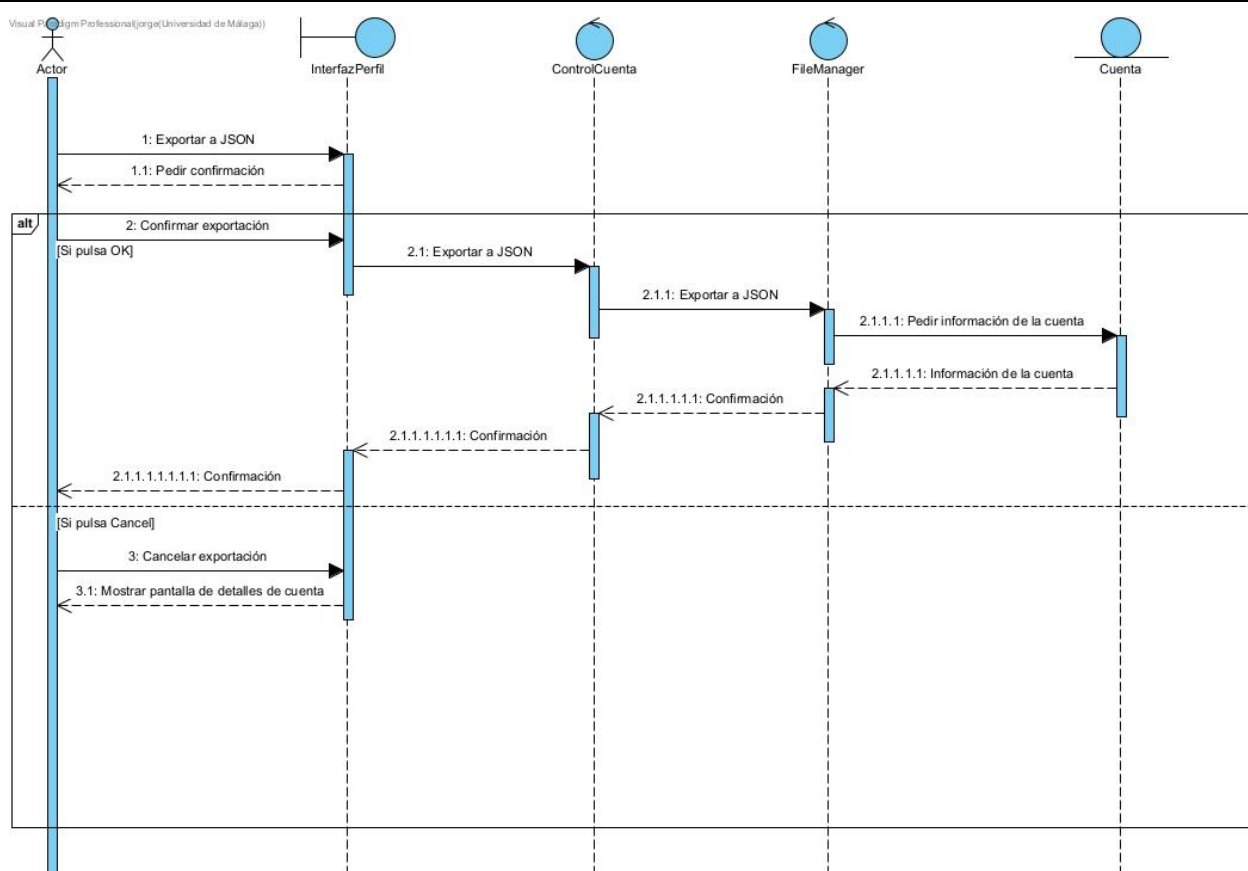 Visual Paradigm Professional(jorge(Universidad de Málaga))
Actor
InterfazPerfil
ControlCuenta
FileManager
Cuenta
1: Exportar a JSON
1.1: Pedir confirmación
alt
2: Confirmar exportación
[Si pulsa OK]
2.1: Exportar a JSON
2.1.1: Exportar a JSON
2.1.1.1: Pedir información de la cuenta
2.1.1.1.1: Información de la cuenta
2.1.1.1.1.1: Confirmación
2.1.1.1.1.1.1: Confirmación
2.1.1.1.1.1.1.1: Confirmación
[Si pulsa Cancel]
3: Cancelar exportación
3.1: Mostrar pantalla de detalles de cuenta